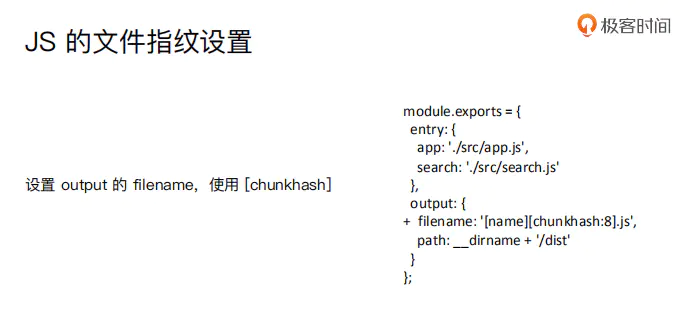 JS 的文件指纹设置
极客时间
设置 output 的 filename，使用 [chunkhash]
module.exports = {
  entry: {
    app: './src/app.js',
    search: './src/search.js'
  },
  output: {
+  filename: '[name][chunkhash:8].js',
    path: __dirname + '/dist'
  }
};